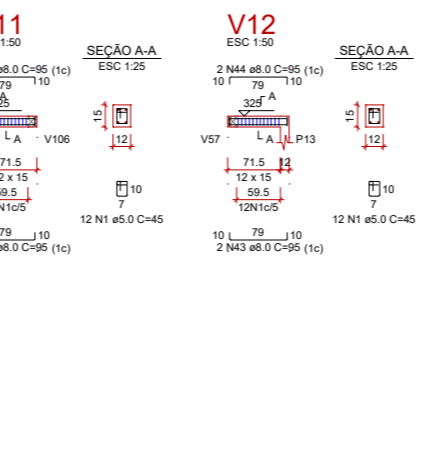 11
1:50
SEÇÃO A-A
ESC 1:25
ø8.0 C=95 (1c)
79
10
A
25
15
12
A
V106
71.5
2 x 15
59.5
N1c/5
10
7
12 N1 ø5.0 C=45
79
10
ø8.0 C=95 (1c)
V12
ESC 1:50
SEÇÃO A-A
ESC 1:25
2 N44 ø8.0 C=95 (1c)
10
79
10
325
A
15
12
V57
A
P13
71.5
12
12 x 15
59.5
12N1c/5
10
7
12 N1 ø5.0 C=45
10
79
10
2 N43 ø8.0 C=95 (1c)